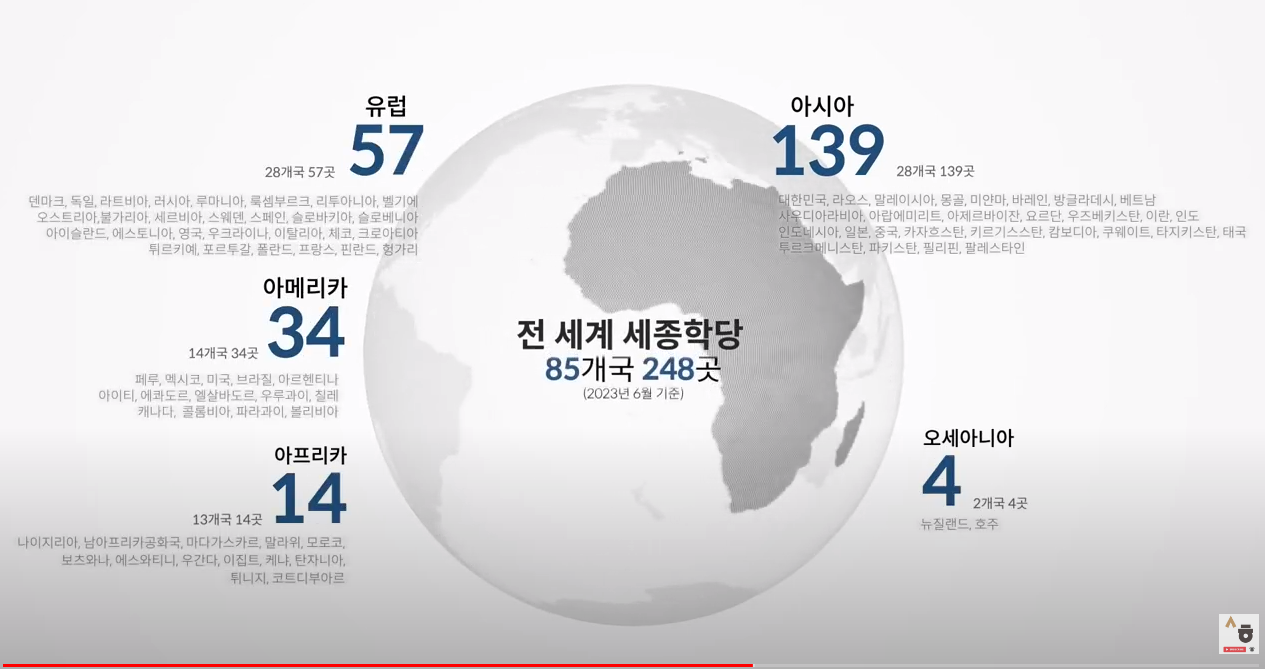 유럽
57
28개국 57곳
덴마크, 독일, 라트비아, 러시아, 루마니아, 룩셈부르크, 리투아니아, 벨기에
오스트리아,불가리아, 세르비아, 스웨덴, 스페인, 슬로바키아, 슬로베니아
아이슬란드, 에스토니아, 영국, 우크라이나, 이탈리아, 체코, 크로아티아
튀르키예, 포르투갈, 폴란드, 프랑스, 핀란드, 헝가리
아시아
139
28개국 139곳
대한민국, 라오스, 말레이시아, 몽골, 미얀마, 바레인, 방글라데시, 베트남
사우디아라비아, 아랍에미리트, 아제르바이잔, 요르단, 우즈베키스탄, 이란, 인도
인도네시아, 일본, 중국, 카자흐스탄, 키르기스스탄, 캄보디아, 쿠웨이트, 타지키스탄, 태국
투르크메니스탄, 파키스탄, 필리핀, 팔레스타인
아메리카
34
14개국 34곳
페루, 멕시코, 미국, 브라질, 아르헨티나
아이티, 에콰도르, 엘살바도르, 우루과이, 칠레
캐나다, 콜롬비아, 파라과이, 볼리비아
전 세계 세종학당
85개국 248곳
(2023년 6월 기준)
아프리카
14
13개국 14곳
나이지리아, 남아프리카공화국, 마다가스카르, 말라위, 모로코,
보츠와나, 에스와티니, 우간다, 이집트, 케냐, 탄자니아,
튀니지, 코트디부아르
오세아니아
4
2개국 4곳
뉴질랜드, 호주